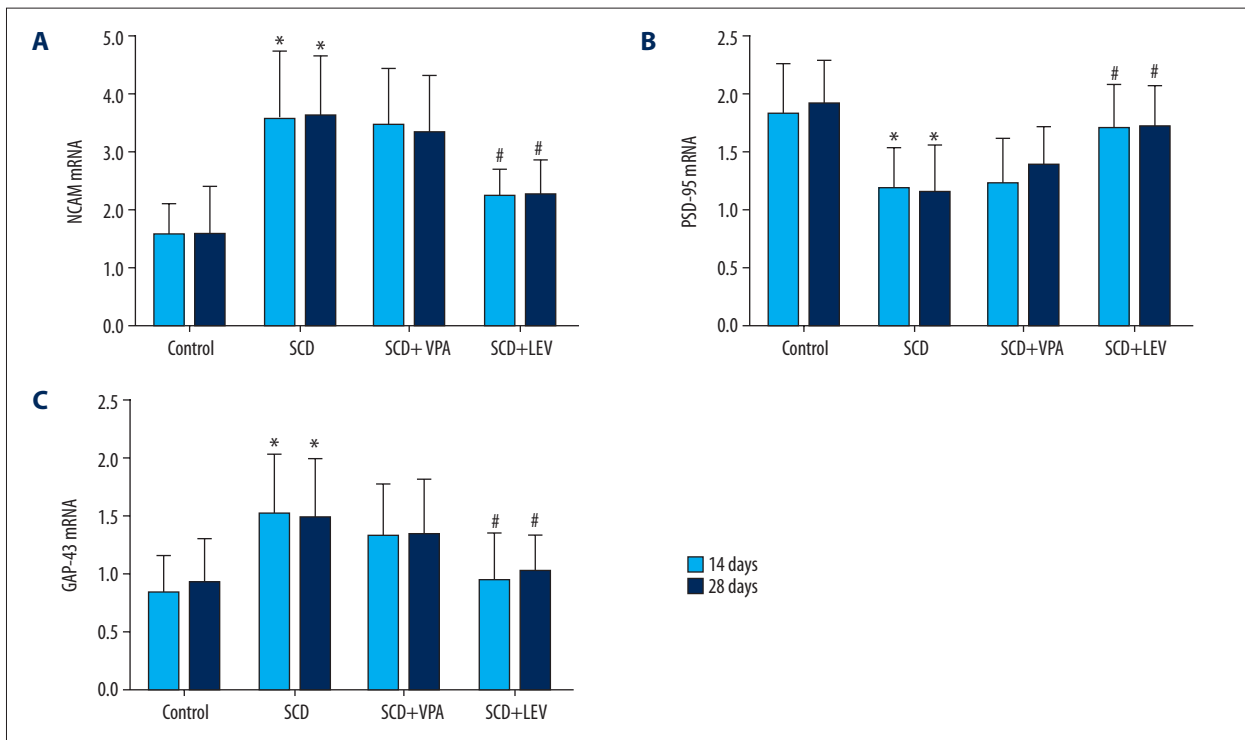 A
NCAM mRNA
5.0
4.0
3.0
2.0
1.0
0.0
* * # #
Control SCD SCD+ VPA SCD+LEV
B
PSD-95 mRNA
2.5
2.0
1.5
1.0
0.5
0.0
* * # #
Control SCD SCD+VPA SCD+LEV
C
GAP-43 mRNA
2.5
2.0
1.5
1.0
0.5
0.0
* * # #
Control SCD SCD+VPA SCD+LEV
14 days
28 days